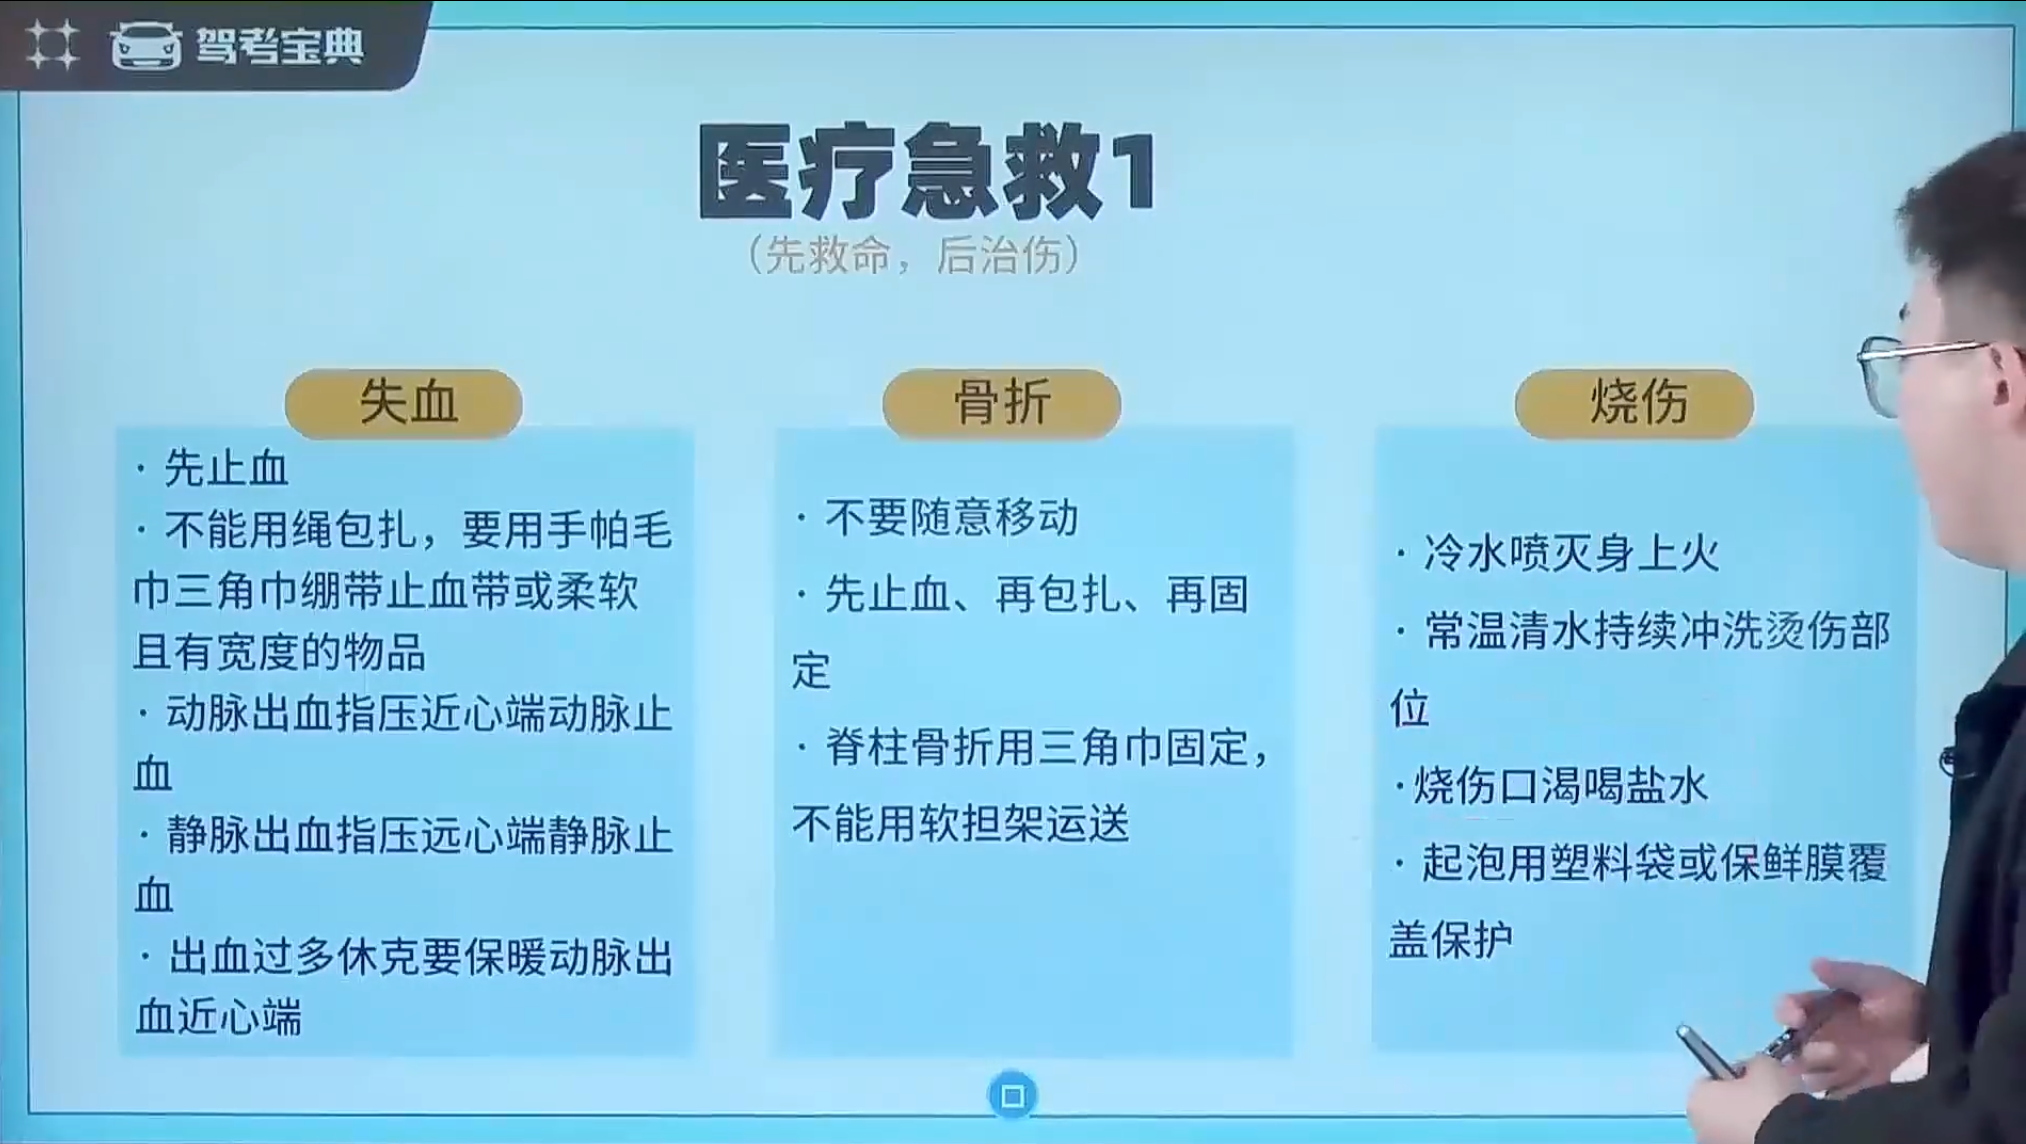 驾考宝典
医疗急救1
（先救命，后治伤）
失血
· 先止血
· 不能用绳包扎，要用手帕毛
巾三角巾绷带止血带或柔软
且有宽度的物品
· 动脉出血指压近心端动脉止
血
· 静脉出血指压远心端静脉止
血
· 出血过多休克要保暖动脉出
血近心端
骨折
· 不要随意移动
· 先止血、再包扎、再固
定
· 脊柱骨折用三角巾固定，
不能用软担架运送
烧伤
· 冷水喷灭身上火
· 常温清水持续冲洗烫伤部
位
·烧伤口渴喝盐水
· 起泡用塑料袋或保鲜膜覆
盖保护